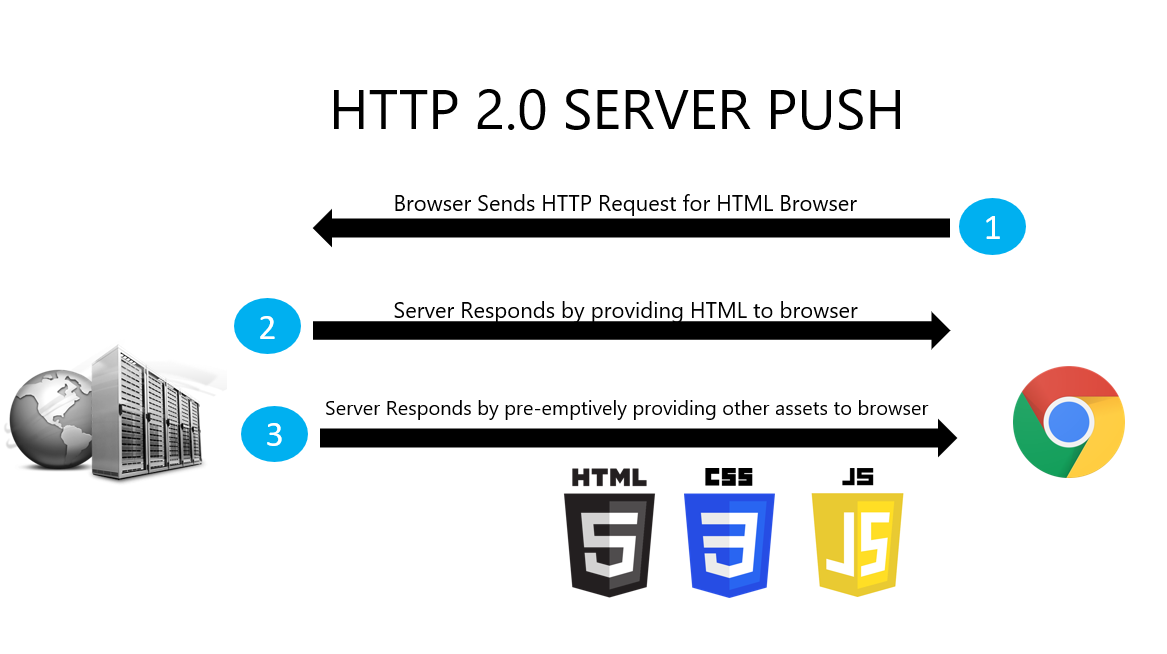 HTTP 2.0 SERVER PUSH
Browser Sends HTTP Request for HTML Browser
1
Server Responds by providing HTML to browser
2
Server Responds by pre-emptively providing other assets to browser
3
HTML CSS JS
5 3 JS